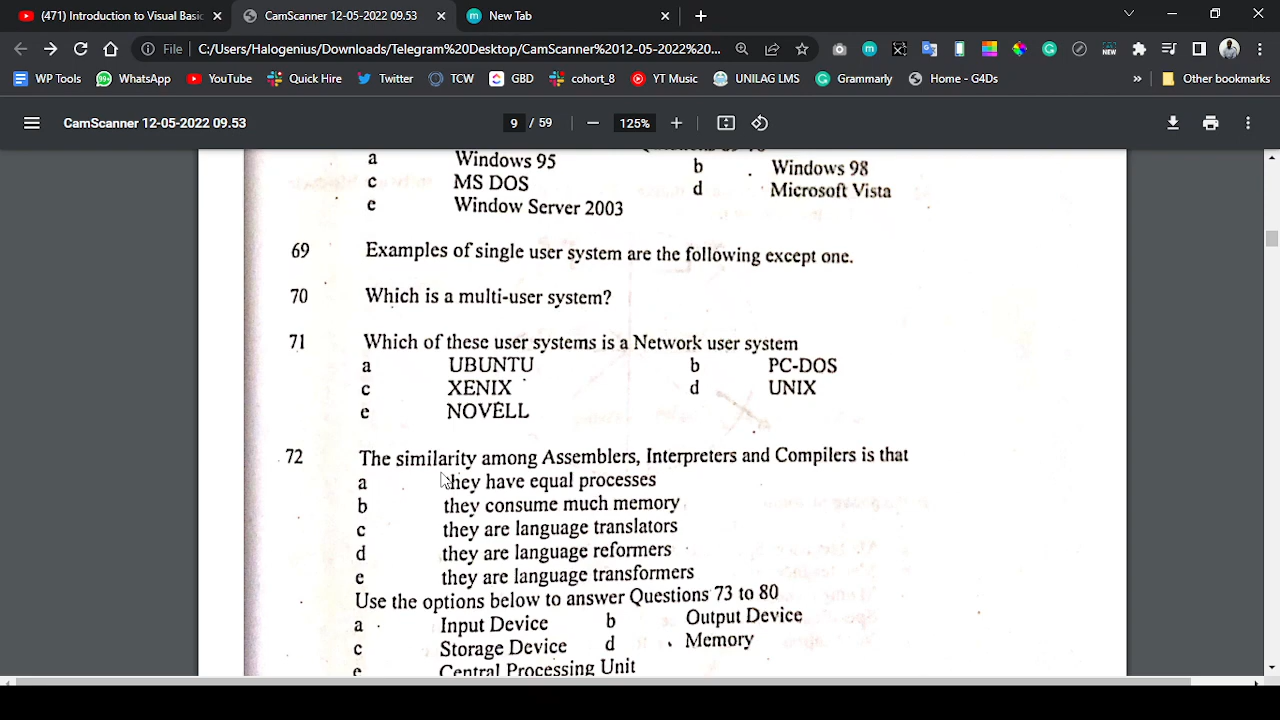 (471) Introduction to Visual Basic
CamScanner 12-05-2022 09.53
New Tab
File
C:/Users/Halogenius/Downloads/Telegram%20Desktop/CamScanner%2012-05-2022%20...
WP Tools
WhatsApp
YouTube
Quick Hire
Twitter
TCW
GBD
cohort_8
YT Music
UNILAG LMS
Grammarly
Home - G4Ds
»
Other bookmarks
CamScanner 12-05-2022 09.53
9 / 59
125%
a Windows 95 b Windows 98
c MS DOS d Microsoft Vista
e Window Server 2003
69 Examples of single user system are the following except one.
70 Which is a multi-user system?
71 Which of these user systems is a Network user system
a UBUNTU b PC-DOS
c XENIX d UNIX
e NOVELL
72 The similarity among Assemblers, Interpreters and Compilers is that
a they have equal processes
b they consume much memory
c they are language translators
d they are language reformers
e they are language transformers
Use the options below to answer Questions 73 to 80
a Input Device b Output Device
c Storage Device d Memory
e Central Processing Unit